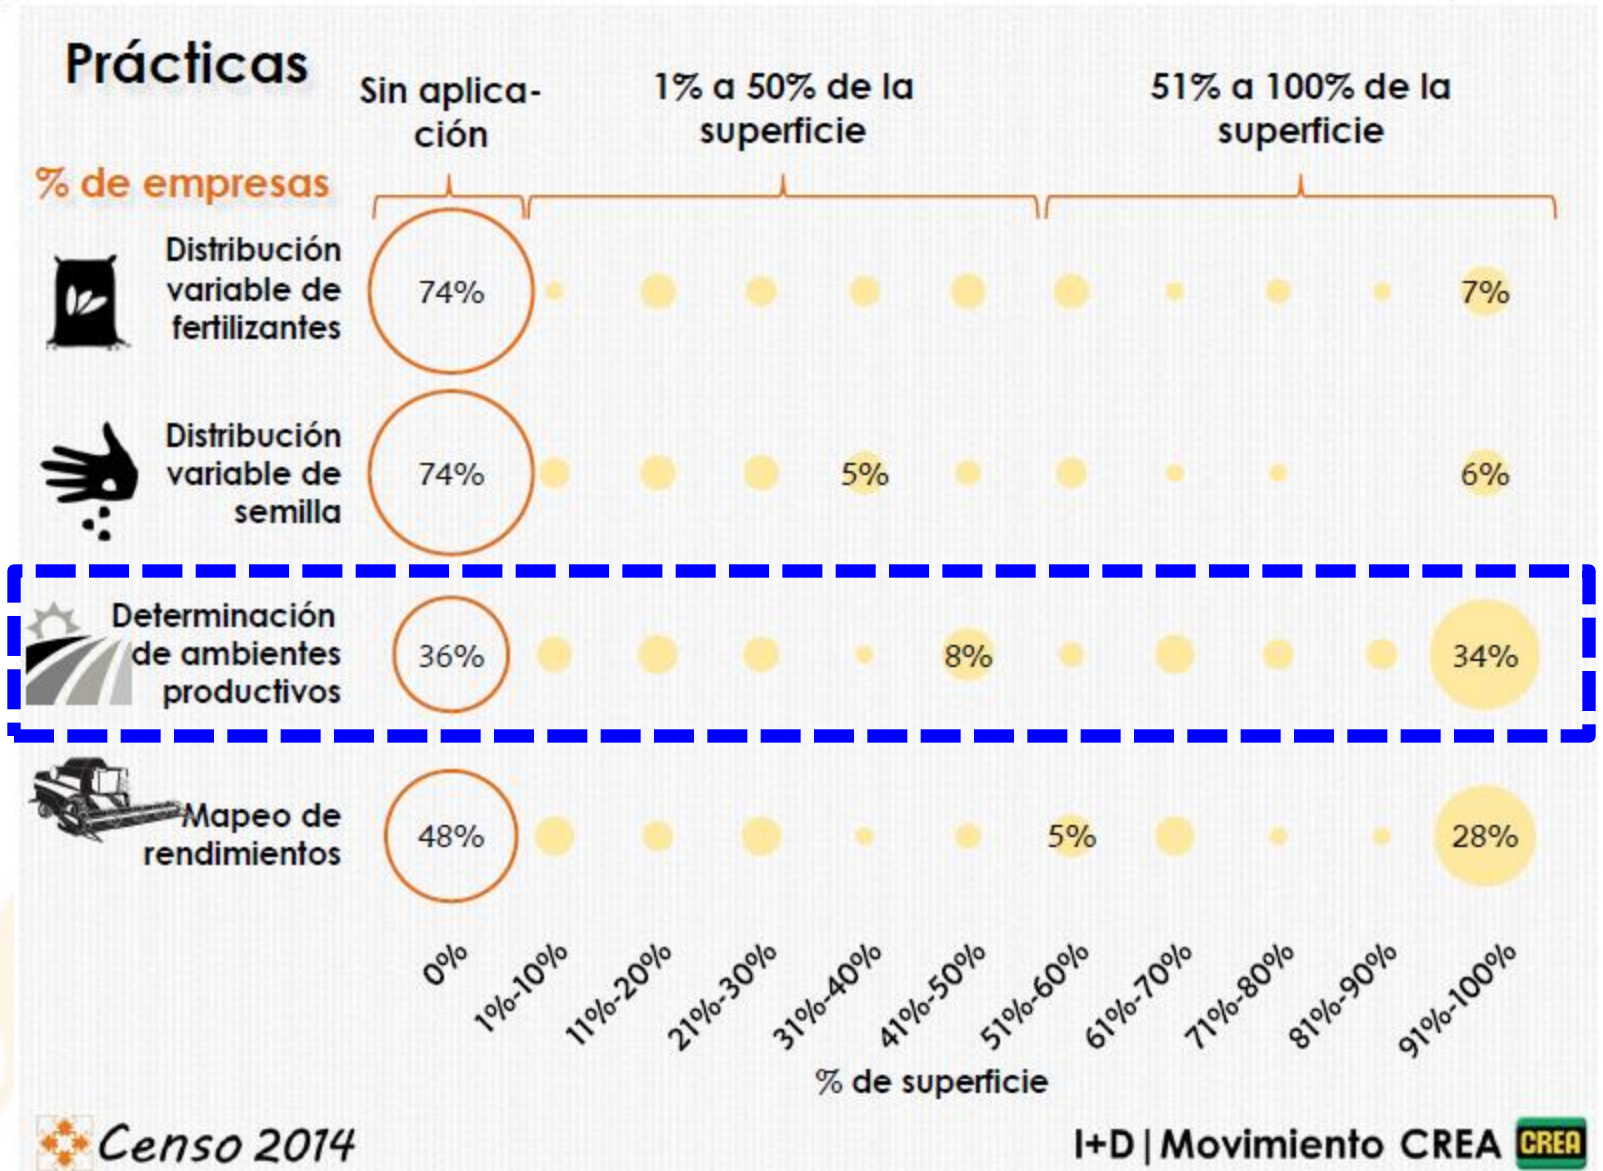 Prácticas
Sin aplica-
ción
1% a 50% de la
superficie
51% a 100% de la
superficie
% de empresas
Distribución
variable de
fertilizantes
74%
7%
Distribución
variable de
semilla
74%
5%
6%
Determinación
de ambientes
productivos
36%
8%
34%
Mapeo de
rendimientos
48%
5%
28%
0%
1%-10%
11%-20%
21%-30%
31%-40%
41%-50%
51%-60%
61%-70%
71%-80%
81%-90%
91%-100%
% de superficie
Censo 2014
I+D|Movimiento CREA
CREA